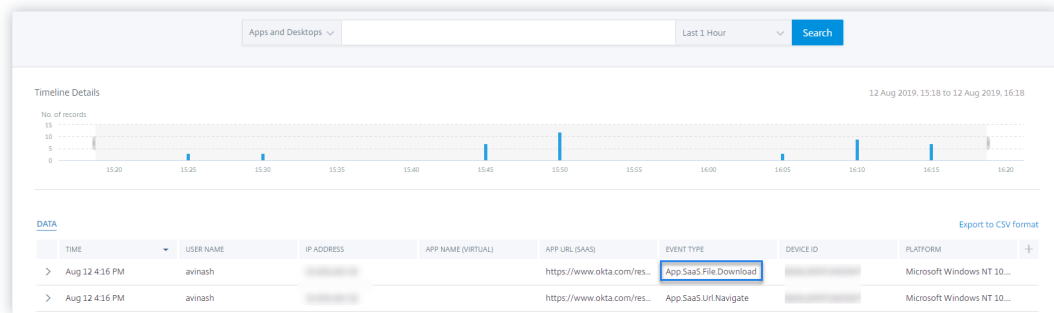 Apps and Desktops Last 1 Hour Search
Timeline Details 12 Aug 2019, 15:18 to 12 Aug 2019, 16:18
No. of records
15
10
5
0
15:20 15:25 15:30 15:35 15:40 15:45 15:50 15:55 16:00 16:05 16:10 16:15 16:20
DATA Export to CSV format
TIME USER NAME IP ADDRESS APP NAME (VIRTUAL) APP URL (SAAS) EVENT TYPE DEVICE ID PLATFORM +
> Aug 12 4:16 PM avinash https://www.okta.com/res... App.SaaS.File.Download Microsoft Windows NT 10....
> Aug 12 4:16 PM avinash https://www.okta.com/res... App.SaaS.Url.Navigate Microsoft Windows NT 10....